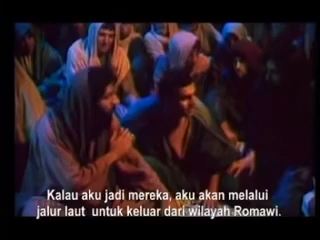 Kalau aku jadi mereka, aku akan melalui
jalur laut untuk keluar dari wilayah Romawi.